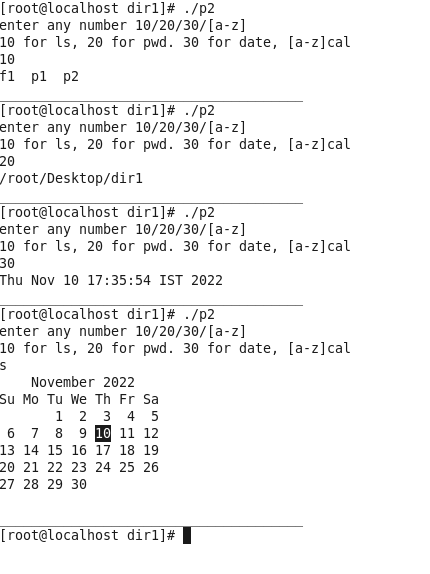 [root@localhost dir1]# ./p2
enter any number 10/20/30/[a-z]
10 for ls, 20 for pwd. 30 for date, [a-z]cal
10
f1  p1  p2
______________________________________
[root@localhost dir1]# ./p2
enter any number 10/20/30/[a-z]
10 for ls, 20 for pwd. 30 for date, [a-z]cal
20
/root/Desktop/dir1
______________________________________
[root@localhost dir1]# ./p2
enter any number 10/20/30/[a-z]
10 for ls, 20 for pwd. 30 for date, [a-z]cal
30
Thu Nov 10 17:35:54 IST 2022
______________________________________
[root@localhost dir1]# ./p2
enter any number 10/20/30/[a-z]
10 for ls, 20 for pwd. 30 for date, [a-z]cal
s
    November 2022
Su Mo Tu We Th Fr Sa
       1  2  3  4  5
 6  7  8  9 10 11 12
13 14 15 16 17 18 19
20 21 22 23 24 25 26
27 28 29 30
______________________________________
[root@localhost dir1]#